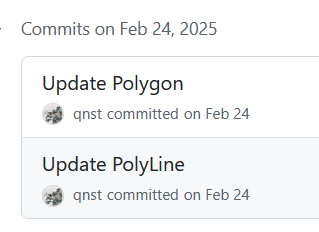 Commits on Feb 24, 2025
Update Polygon
qnst committed on Feb 24
Update PolyLine
qnst committed on Feb 24